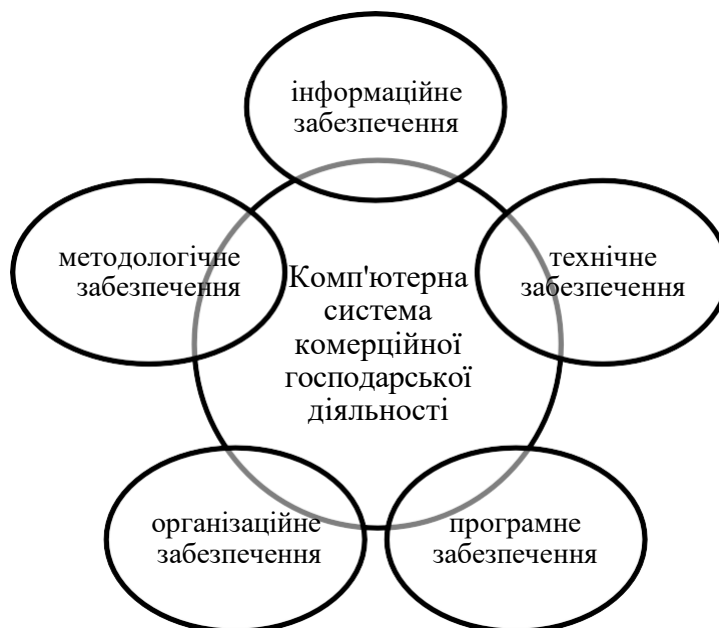 інформаційне
забезпечення
методологічне
забезпечення
технічне
забезпечення
Комп'ютерна
система
комерційної
господарської
діяльності
організаційне
забезпечення
програмне
забезпечення